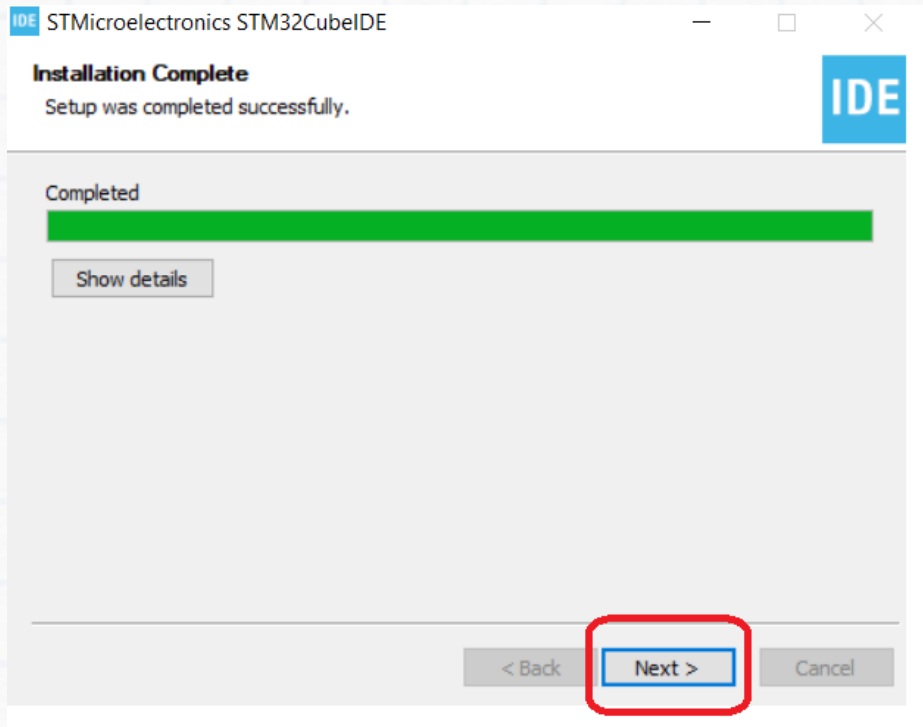 IDE STMicroelectronics STM32CubeIDE
Installation Complete
Setup was completed successfully.
IDE
Completed
Show details
< Back Next > Cancel